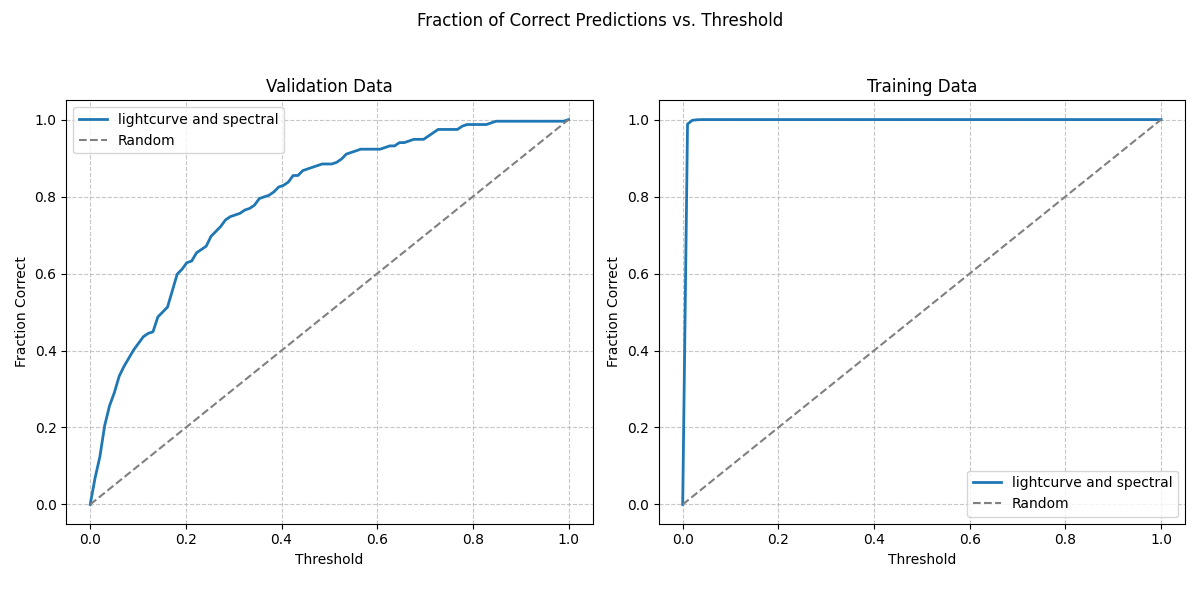 Fraction of Correct Predictions vs. Threshold
Validation Data
1.0
0.8
0.6
0.4
0.2
0.0
Fraction Correct
lightcurve and spectral
Random
0.0 0.2 0.4 0.6 0.8 1.0
Threshold
Training Data
1.0
0.8
0.6
0.4
0.2
0.0
Fraction Correct
lightcurve and spectral
Random
0.0 0.2 0.4 0.6 0.8 1.0
Threshold